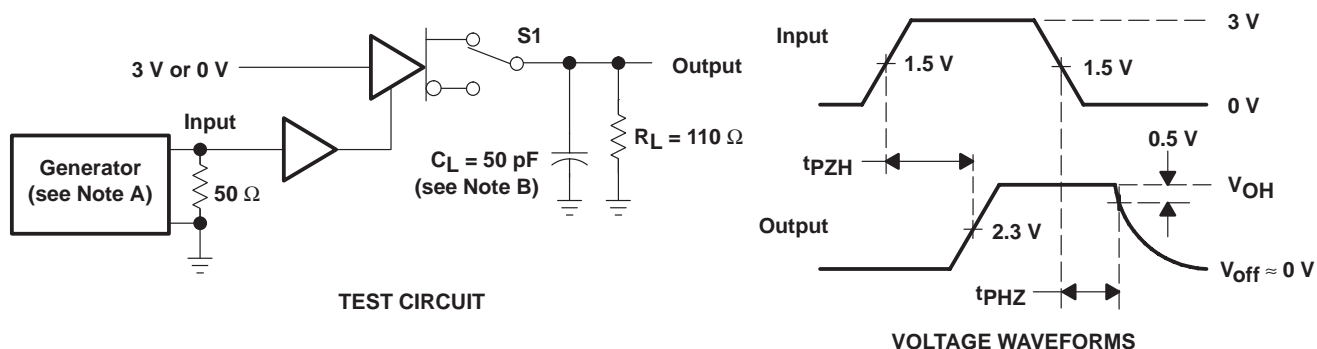 S1
3 V or 0 V
Output
Input
Generator
(see Note A)
50 Ω
CL = 50 pF
(see Note B)
RL = 110 Ω
TEST CIRCUIT
Input
3 V
1.5 V
1.5 V
0 V
0.5 V
tPZH
VOH
Output
2.3 V
Voff ≈ 0 V
tPHZ
VOLTAGE WAVEFORMS